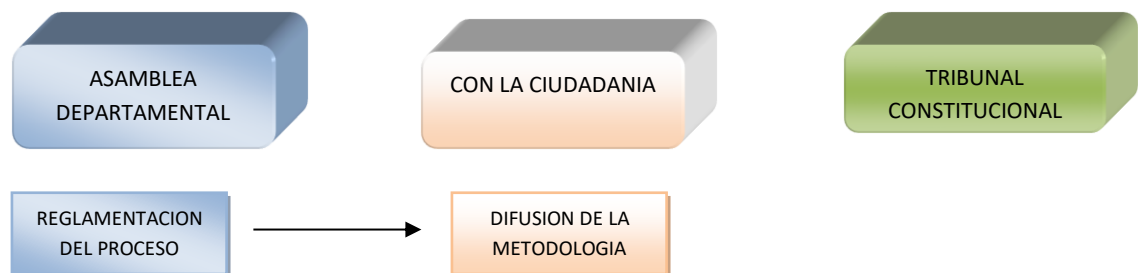 ASAMBLEA
DEPARTAMENTAL
CON LA CIUDADANIA
TRIBUNAL
CONSTITUCIONAL
REGLAMENTACION
DEL PROCESO
DIFUSION DE LA
METODOLOGIA